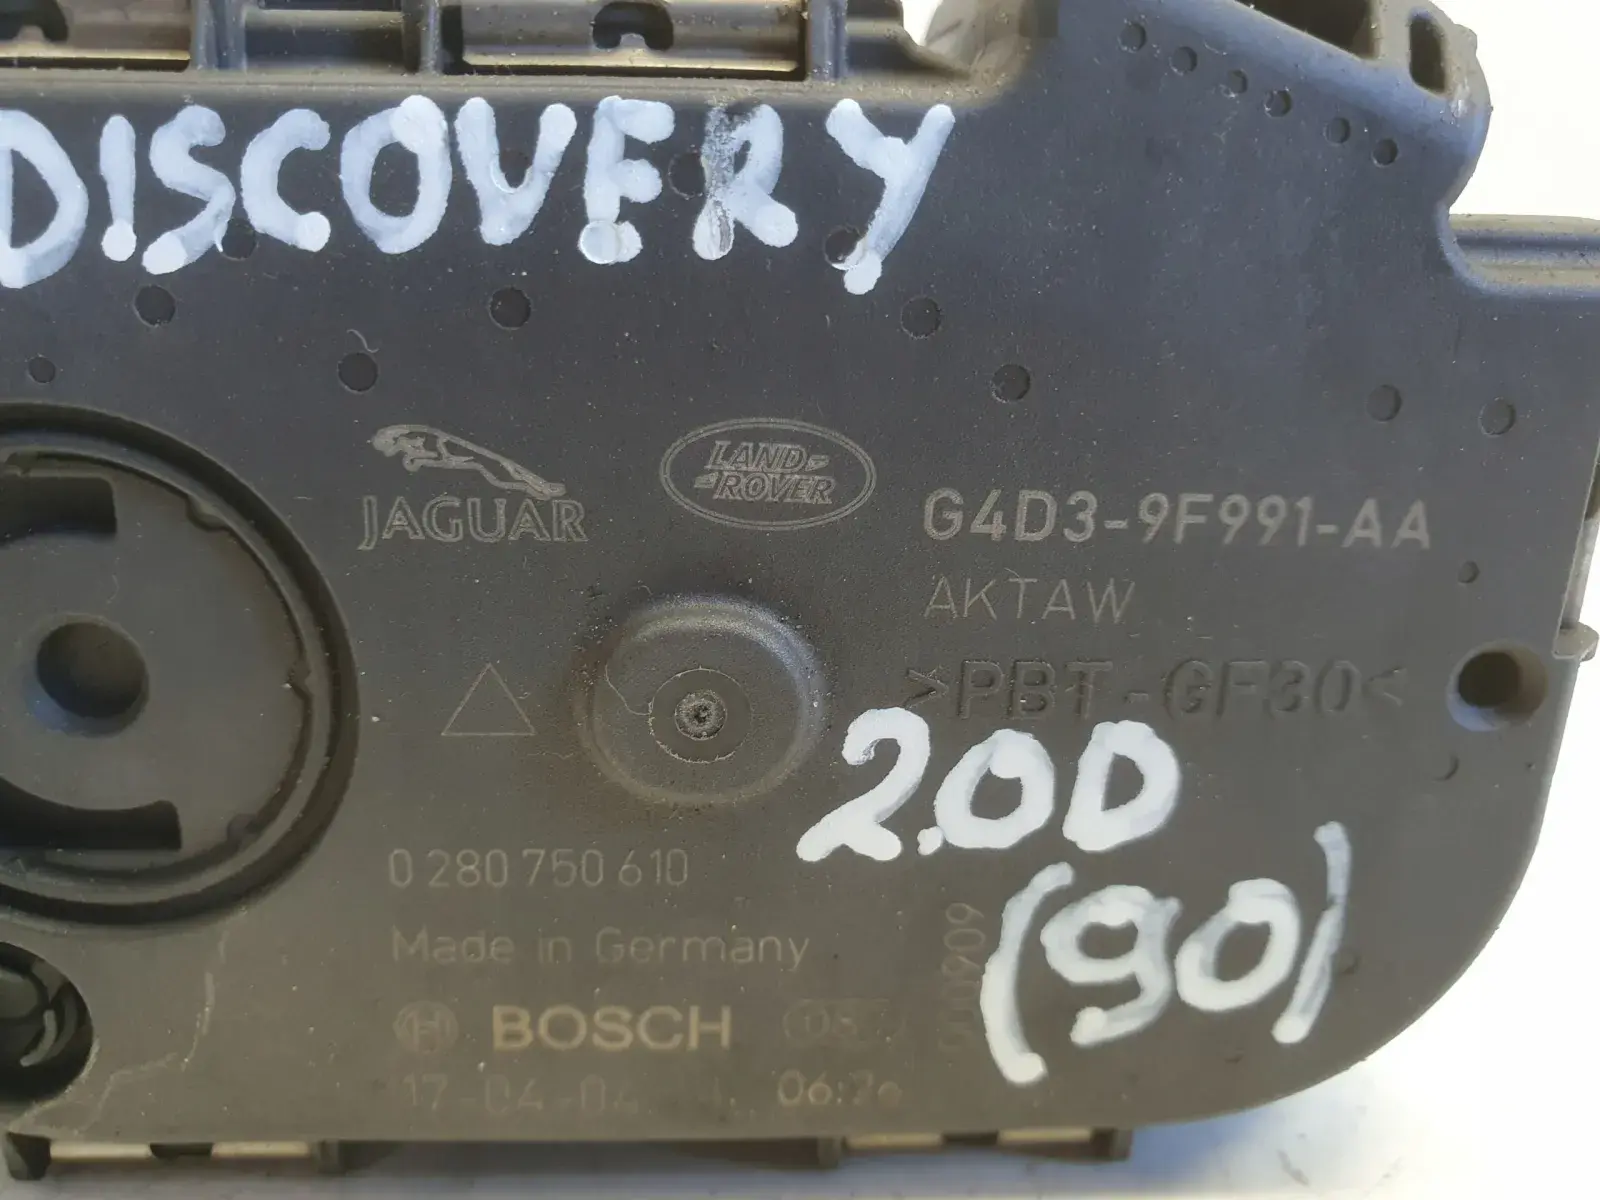 DISCOVERY
JAGUAR
LAND
ROVER
G4D3-9F991-AA
AKTAW
>PBT-GF30<
2.0D
(90)
0 280 750 610
Made in Germany
BOSCH